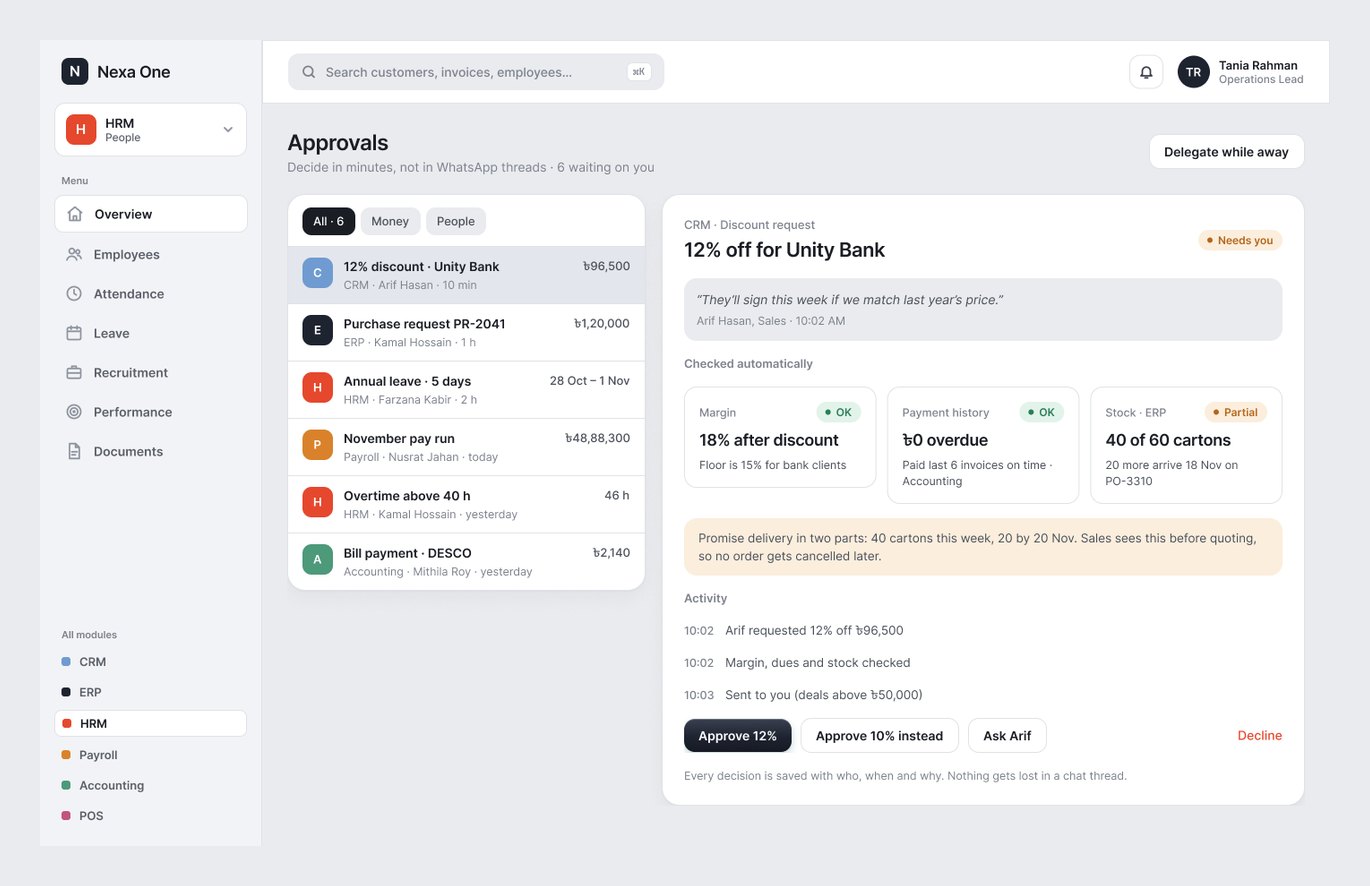 N Nexa One
Search customers, invoices, employees... ⌘K
TR
Tania Rahman
Operations Lead
H
HRM
People
Menu
Overview
Employees
Attendance
Leave
Recruitment
Performance
Documents
All modules
CRM
ERP
HRM
Payroll
Accounting
POS
Approvals
Decide in minutes, not in WhatsApp threads · 6 waiting on you
Delegate while away
All · 6 Money People
C
12% discount · Unity Bank ৳96,500
CRM · Arif Hasan · 10 min
E
Purchase request PR-2041 ৳1,20,000
ERP · Kamal Hossain · 1 h
H
Annual leave · 5 days 28 Oct – 1 Nov
HRM · Farzana Kabir · 2 h
P
November pay run ৳48,88,300
Payroll · Nusrat Jahan · today
H
Overtime above 40 h 46 h
HRM · Kamal Hossain · yesterday
A
Bill payment · DESCO ৳2,140
Accounting · Mithila Roy · yesterday
CRM · Discount request
12% off for Unity Bank
Needs you
“They’ll sign this week if we match last year’s price.”
Arif Hasan, Sales · 10:02 AM
Checked automatically
Margin OK
18% after discount
Floor is 15% for bank clients
Payment history OK
৳0 overdue
Paid last 6 invoices on time ·
Accounting
Stock · ERP Partial
40 of 60 cartons
20 more arrive 18 Nov on
PO-3310
Promise delivery in two parts: 40 cartons this week, 20 by 20 Nov. Sales sees this before quoting,
so no order gets cancelled later.
Activity
10:02 Arif requested 12% off ৳96,500
10:02 Margin, dues and stock checked
10:03 Sent to you (deals above ৳50,000)
Approve 12% Approve 10% instead Ask Arif Decline
Every decision is saved with who, when and why. Nothing gets lost in a chat thread.